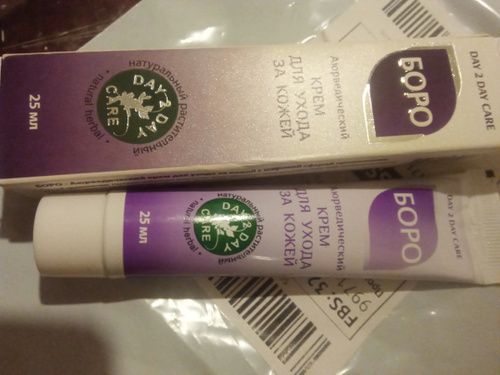 DAY 2 DAY CARE
БОРО
Аюрведический
КРЕМ
ДЛЯ УХОДА
ЗА КОЖЕЙ
натуральный растительный
DAY 2 DAY
CARE
natural herbal
25 МЛ
DAY 2 DAY CARE
БОРО
Аюрведический
КРЕМ
ДЛЯ УХОДА
ЗА КОЖЕЙ
натуральный растительный
DAY 2 DAY
CARE
natural herbal
25 МЛ